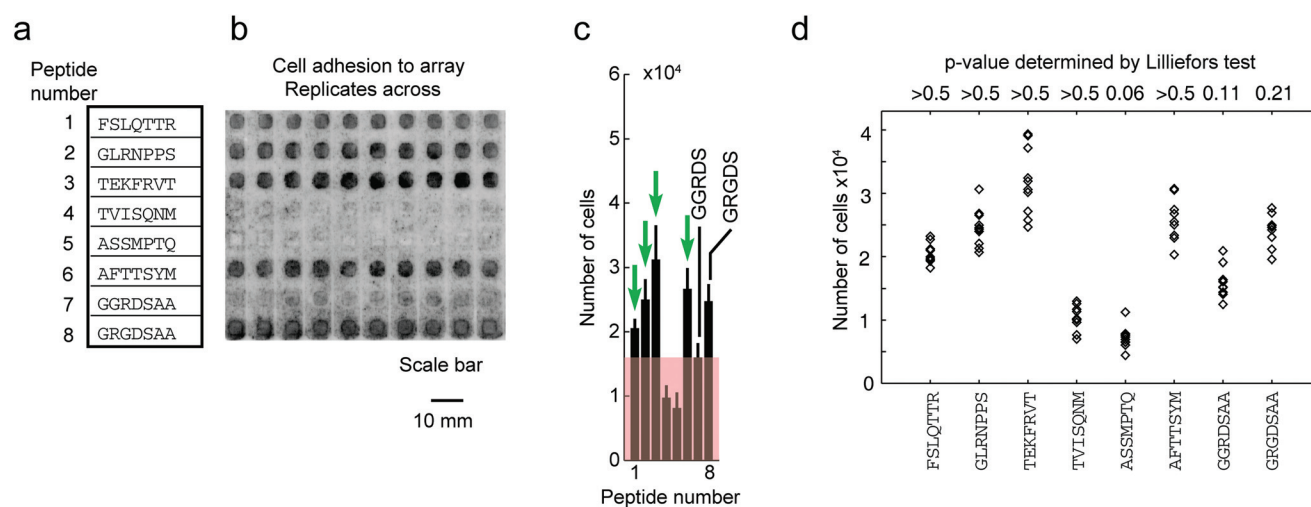 a
Peptide
number
1 FSLQTTR
2 GLRNPPS
3 TEKFRVT
4 TVISQNM
5 ASSMPTQ
6 AFTTSYM
7 GGRDSAA
8 GRGDSAA
b
Cell adhesion to array
Replicates across
Scale bar
10 mm
c
x10⁴
Number of cells
6
5
4
3
2
1
0
GGRDS
GRGDS
1 8
Peptide number
d
p-value determined by Lilliefors test
>0.5 >0.5 >0.5 >0.5 0.06 >0.5 0.11 0.21
Number of cells x10⁴
4
3
2
1
0
FSLQTTR
GLRNPPS
TEKFRVT
TVISQNM
ASSMPTQ
AFTTSYM
GGRDSAA
GRGDSAA